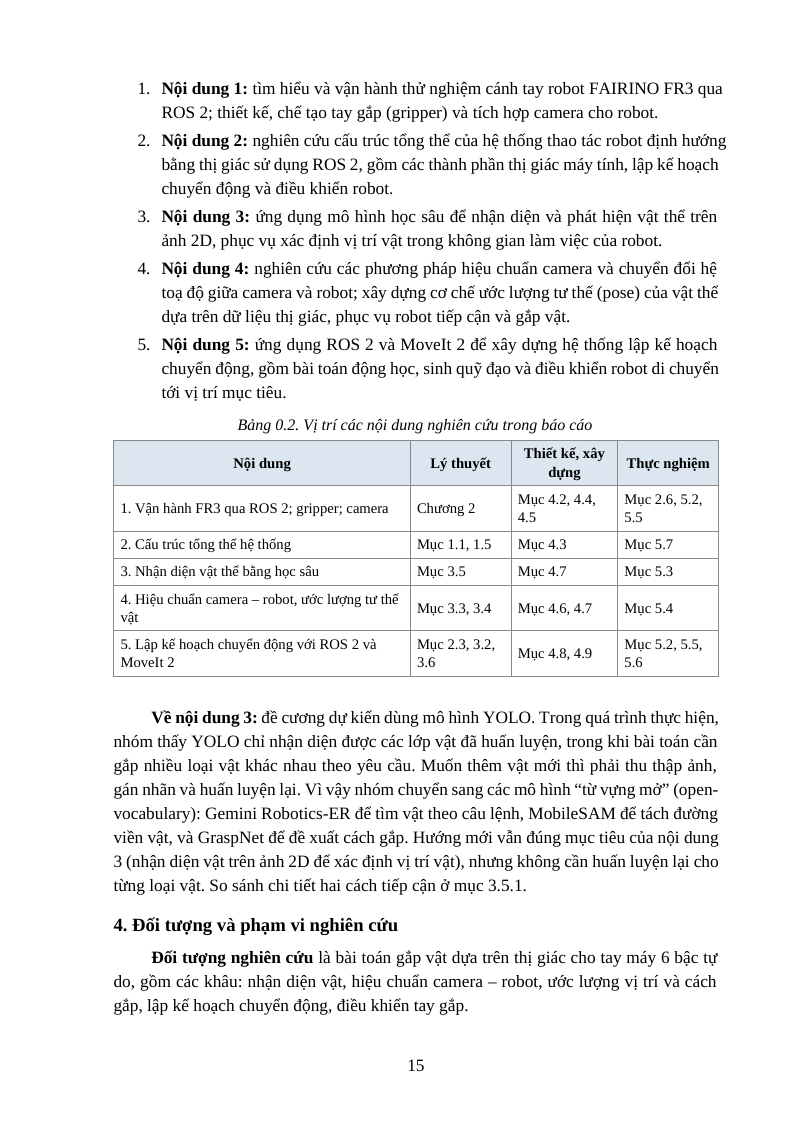 1. Nội dung 1: tìm hiểu và vận hành thử nghiệm cánh tay robot FAIRINO FR3 qua
ROS 2; thiết kế, chế tạo tay gắp (gripper) và tích hợp camera cho robot.
2. Nội dung 2: nghiên cứu cấu trúc tổng thể của hệ thống thao tác robot định hướng
bằng thị giác sử dụng ROS 2, gồm các thành phần thị giác máy tính, lập kế hoạch
chuyển động và điều khiển robot.
3. Nội dung 3: ứng dụng mô hình học sâu để nhận diện và phát hiện vật thể trên
ảnh 2D, phục vụ xác định vị trí vật trong không gian làm việc của robot.
4. Nội dung 4: nghiên cứu các phương pháp hiệu chuẩn camera và chuyển đổi hệ
toạ độ giữa camera và robot; xây dựng cơ chế ước lượng tư thế (pose) của vật thể
dựa trên dữ liệu thị giác, phục vụ robot tiếp cận và gắp vật.
5. Nội dung 5: ứng dụng ROS 2 và MoveIt 2 để xây dựng hệ thống lập kế hoạch
chuyển động, gồm bài toán động học, sinh quỹ đạo và điều khiển robot di chuyển
tới vị trí mục tiêu.
Bảng 0.2. Vị trí các nội dung nghiên cứu trong báo cáo
Nội dung Lý thuyết Thiết kế, xây dựng Thực nghiệm
1. Vận hành FR3 qua ROS 2; gripper; camera Chương 2 Mục 4.2, 4.4, 4.5 Mục 2.6, 5.2, 5.5
2. Cấu trúc tổng thể hệ thống Mục 1.1, 1.5 Mục 4.3 Mục 5.7
3. Nhận diện vật thể bằng học sâu Mục 3.5 Mục 4.7 Mục 5.3
4. Hiệu chuẩn camera – robot, ước lượng tư thế vật Mục 3.3, 3.4 Mục 4.6, 4.7 Mục 5.4
5. Lập kế hoạch chuyển động với ROS 2 và MoveIt 2 Mục 2.3, 3.2, 3.6 Mục 4.8, 4.9 Mục 5.2, 5.5, 5.6
Về nội dung 3: đề cương dự kiến dùng mô hình YOLO. Trong quá trình thực hiện,
nhóm thấy YOLO chỉ nhận diện được các lớp vật đã huấn luyện, trong khi bài toán cần
gắp nhiều loại vật khác nhau theo yêu cầu. Muốn thêm vật mới thì phải thu thập ảnh,
gán nhãn và huấn luyện lại. Vì vậy nhóm chuyển sang các mô hình “từ vựng mở” (open-
vocabulary): Gemini Robotics-ER để tìm vật theo câu lệnh, MobileSAM để tách đường
viền vật, và GraspNet để đề xuất cách gắp. Hướng mới vẫn đúng mục tiêu của nội dung
3 (nhận diện vật trên ảnh 2D để xác định vị trí vật), nhưng không cần huấn luyện lại cho
từng loại vật. So sánh chi tiết hai cách tiếp cận ở mục 3.5.1.
4. Đối tượng và phạm vi nghiên cứu
Đối tượng nghiên cứu là bài toán gắp vật dựa trên thị giác cho tay máy 6 bậc tự
do, gồm các khâu: nhận diện vật, hiệu chuẩn camera – robot, ước lượng vị trí và cách
gắp, lập kế hoạch chuyển động, điều khiển tay gắp.
15